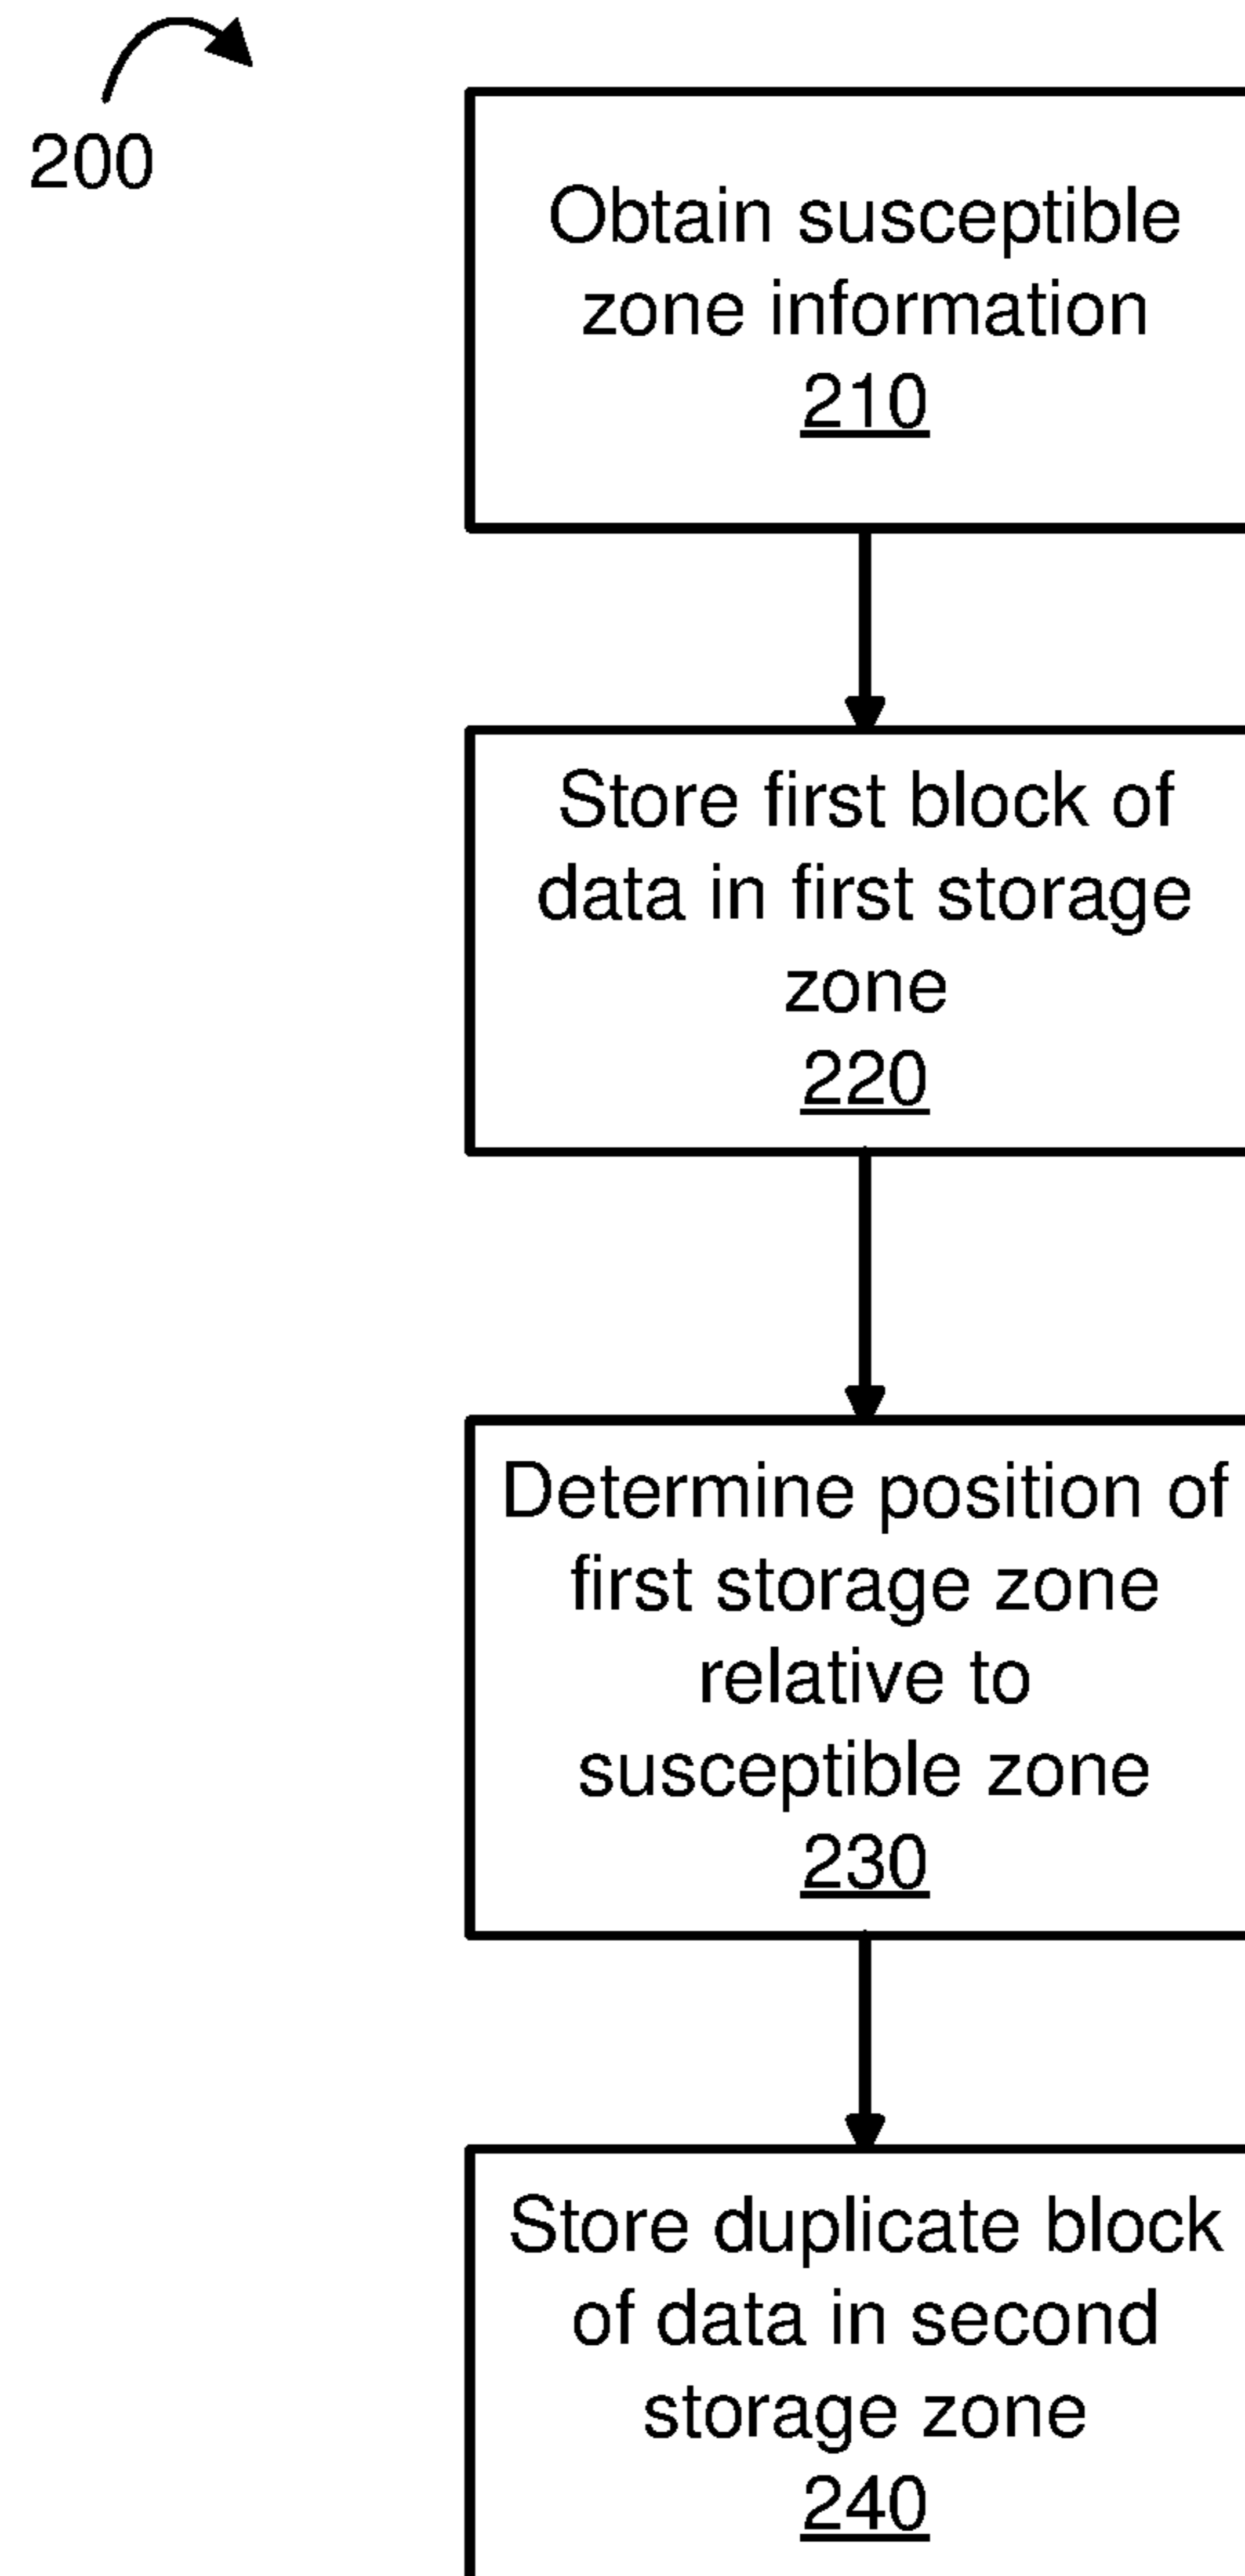 200
Obtain susceptible
zone information
210
Store first block of
data in first storage
zone
220
Determine position of
first storage zone
relative to
susceptible zone
230
Store duplicate block
of data in second
storage zone
240